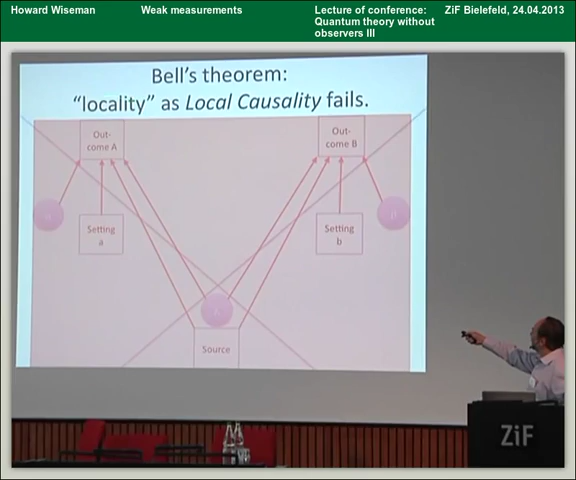 Howard Wiseman
Weak measurements
Lecture of conference:
Quantum theory without
observers III
ZiF Bielefeld, 24.04.2013
Bell's theorem:
"locality" as Local Causality fails.
Out-
come A
Out-
come B
Setting
a
Setting
b
λ
Source
ZiF